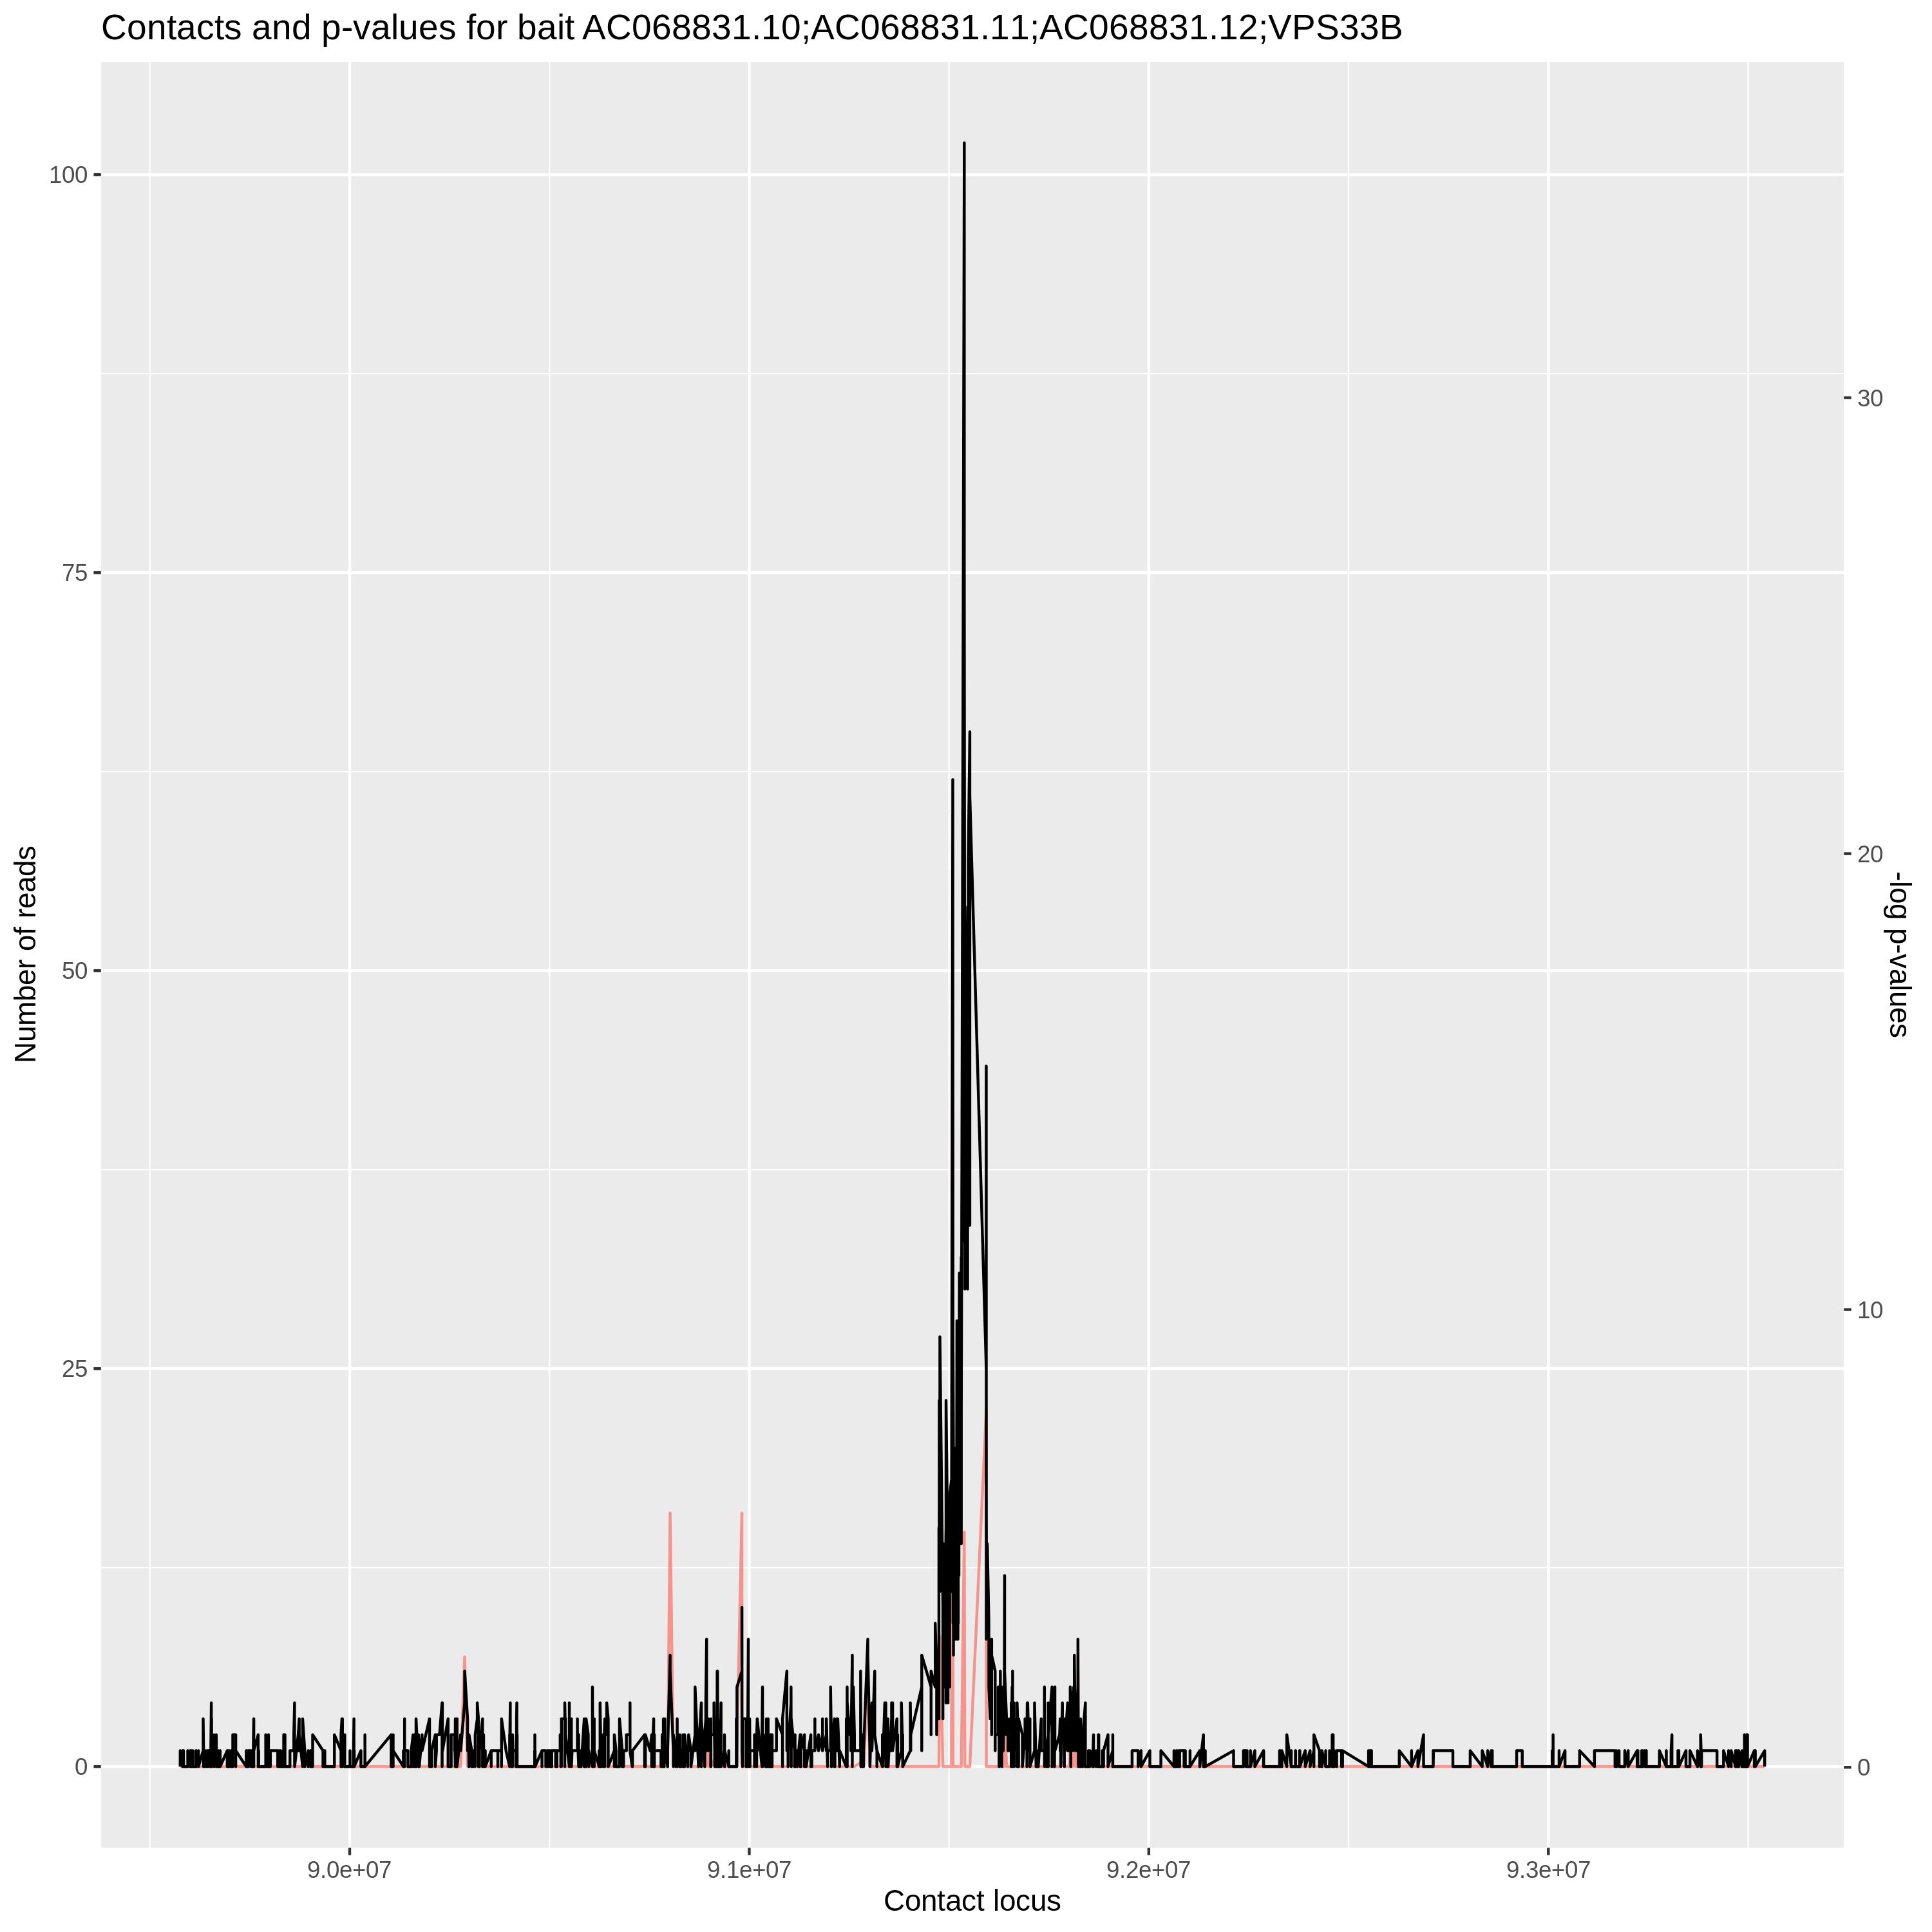 Contacts and p-values for bait AC068831.10;AC068831.11;AC068831.12;VPS33B
100
75
50
25
0
Number of reads
30
20
10
0
-log p-values
9.0e+07 9.1e+07 9.2e+07 9.3e+07
Contact locus